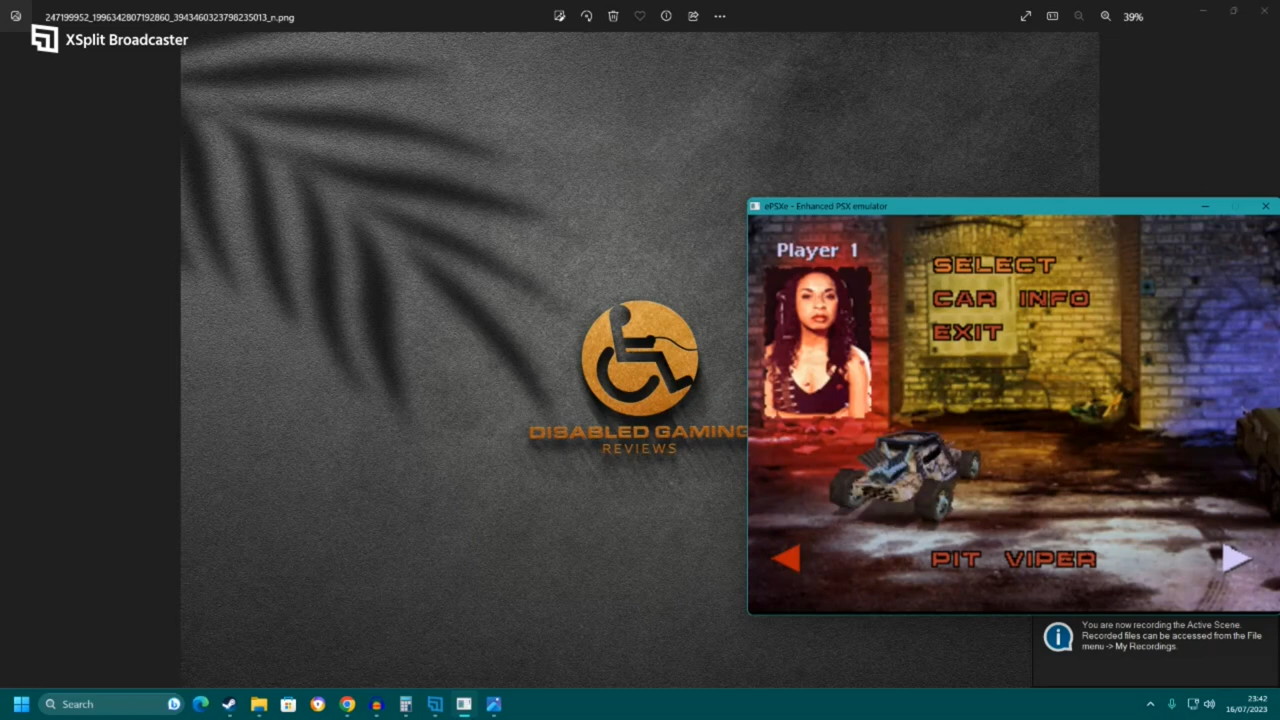 247199952_1996342807192860_3943460323798235013_n.png
39%
XSplit Broadcaster
DISABLED GAMING
REVIEWS
ePSXe - Enhanced PSX emulator
Player 1
SELECT
CAR INFO
EXIT
PIT VIPER
You are now recording the Active Scene.
Recorded files can be accessed from the File
menu -> My Recordings.
Search
23:42
16/07/2023